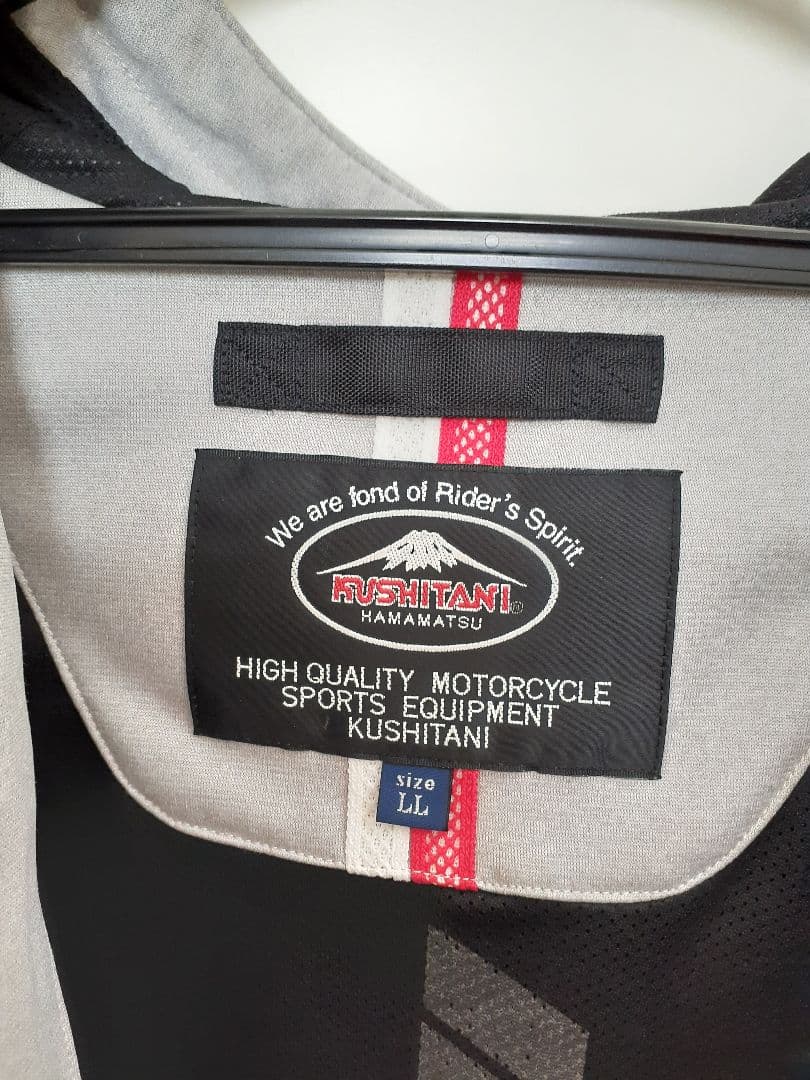 We are fond of Rider's Spirit.
KUSHITANI®
HAMAMATSU
HIGH QUALITY MOTORCYCLE
SPORTS EQUIPMENT
KUSHITANI
size
LL